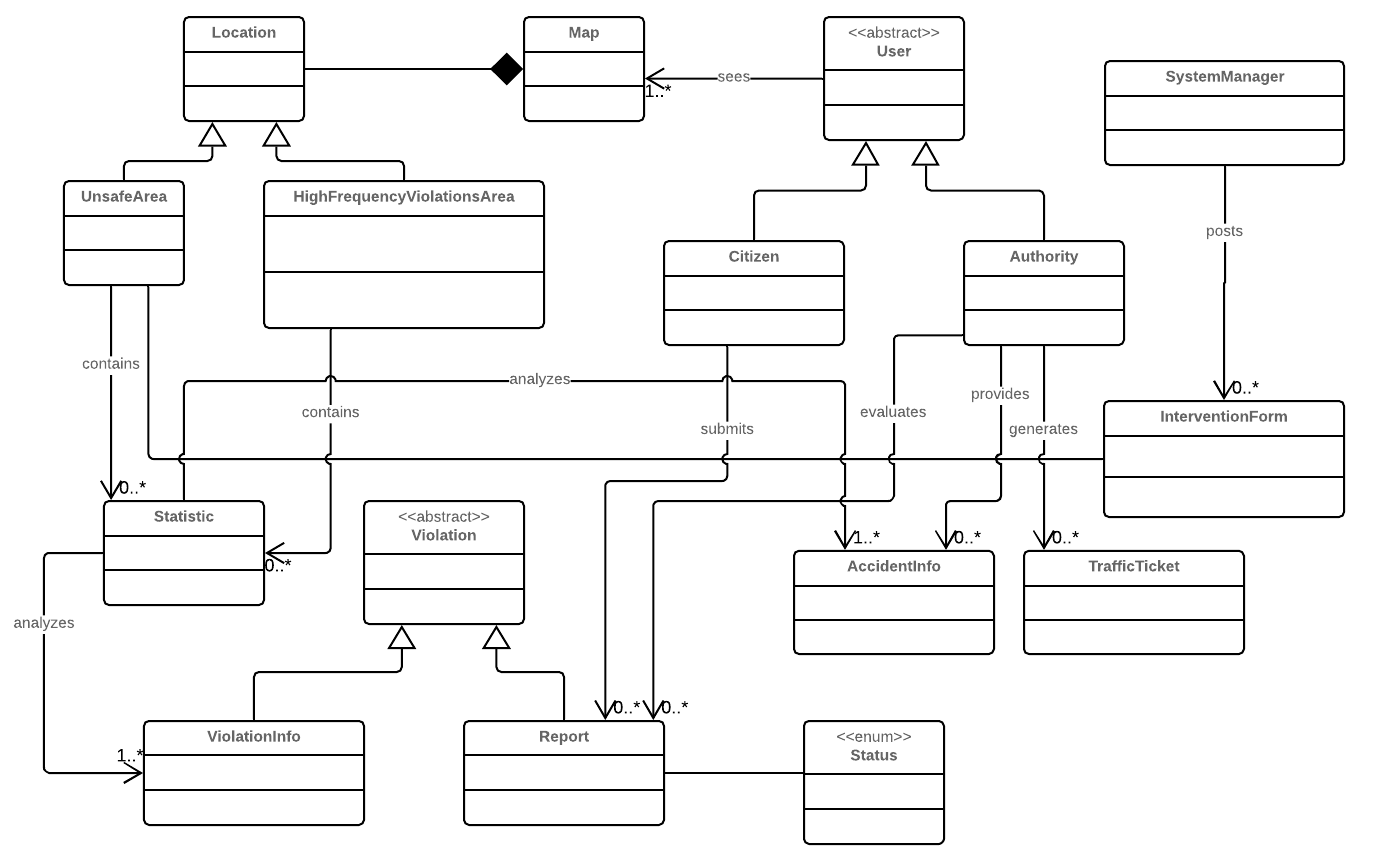 Location
Map
<<abstract>>
User
SystemManager
sees
1..*
UnsafeArea
HighFrequencyViolationsArea
posts
Citizen
Authority
contains
analyzes
contains
evaluates
provides
0..*
submits
generates
InterventionForm
0..*
Statistic
<<abstract>>
Violation
0..*
1..*
0..*
0..*
AccidentInfo
TrafficTicket
analyzes
0..*
0..*
1..*
ViolationInfo
Report
<<enum>>
Status